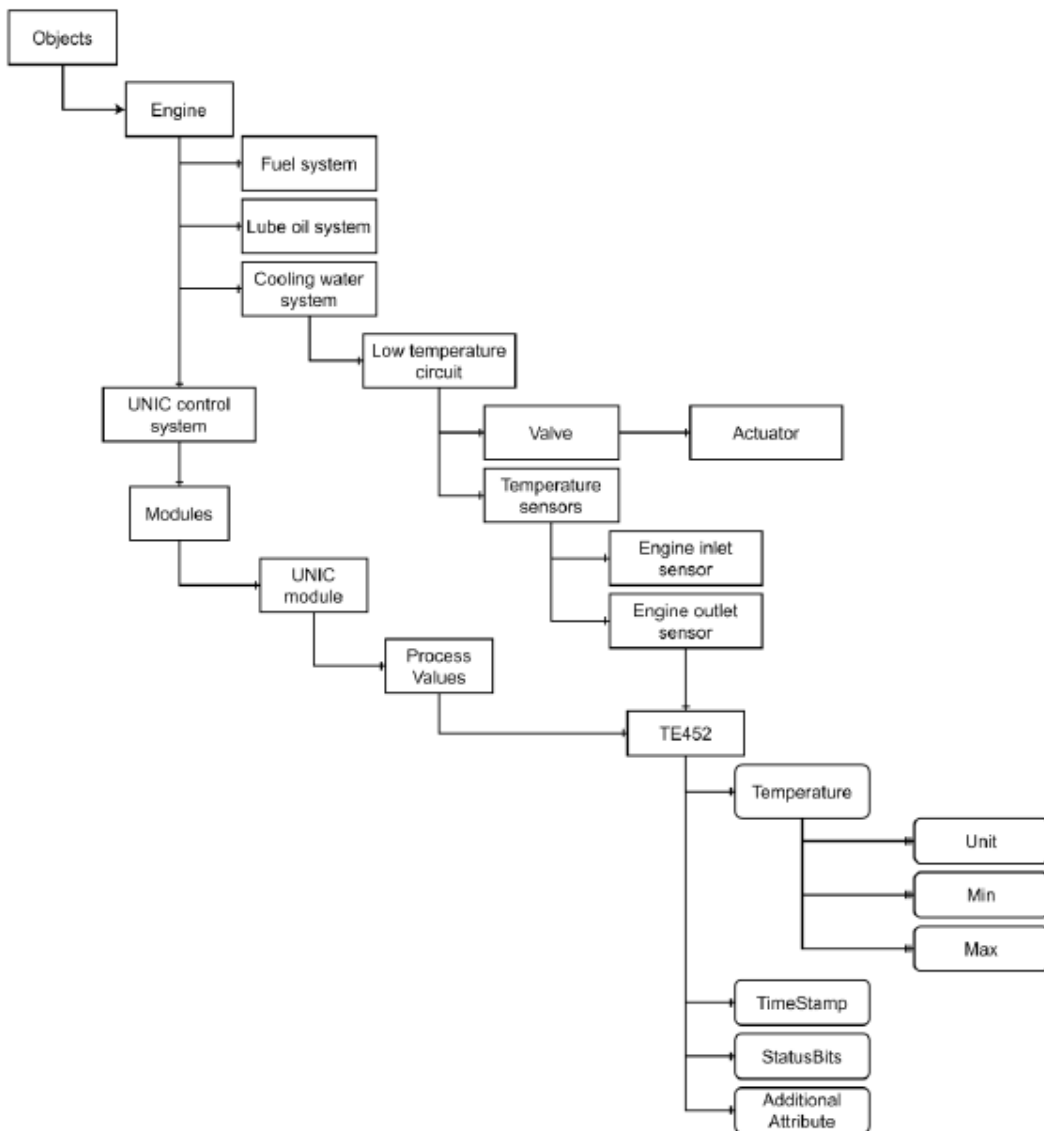 Objects
Engine
Fuel system
Lube oil system
Cooling water
system
Low temperature
circuit
UNIC control
system
Valve
Actuator
Temperature
sensors
Modules
Engine inlet
sensor
UNIC
module
Engine outlet
sensor
Process
Values
TE452
Temperature
Unit
Min
Max
TimeStamp
StatusBits
Additional
Attribute